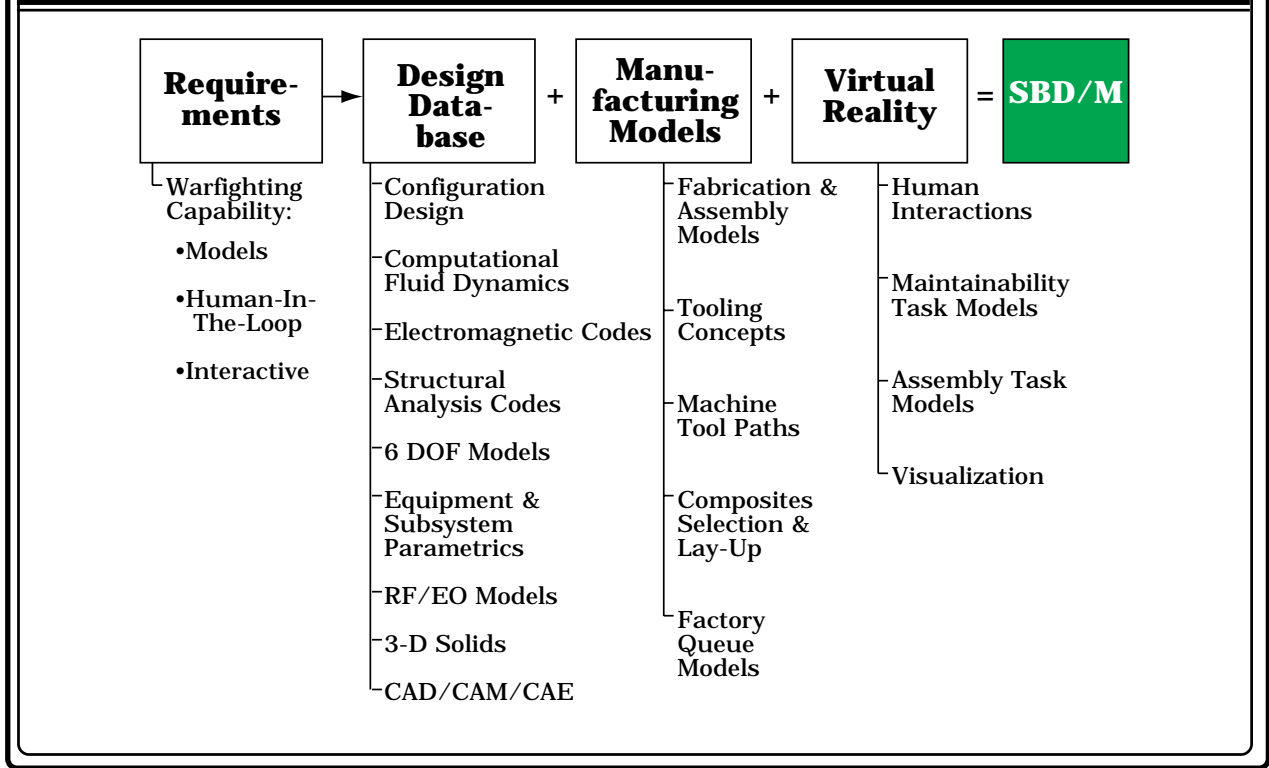 Require-
ments
Design
Data-
base
+
Manu-
facturing
Models
+
Virtual
Reality
=
SBD/M
Warfighting
Capability:
•Models
•Human-In-
The-Loop
•Interactive
Configuration
Design
Computational
Fluid Dynamics
Electromagnetic Codes
Structural
Analysis Codes
6 DOF Models
Equipment &
Subsystem
Parametrics
RF/EO Models
3-D Solids
CAD/CAM/CAE
Fabrication &
Assembly
Models
Tooling
Concepts
Machine
Tool Paths
Composites
Selection &
Lay-Up
Factory
Queue
Models
Human
Interactions
Maintainability
Task Models
Assembly Task
Models
Visualization